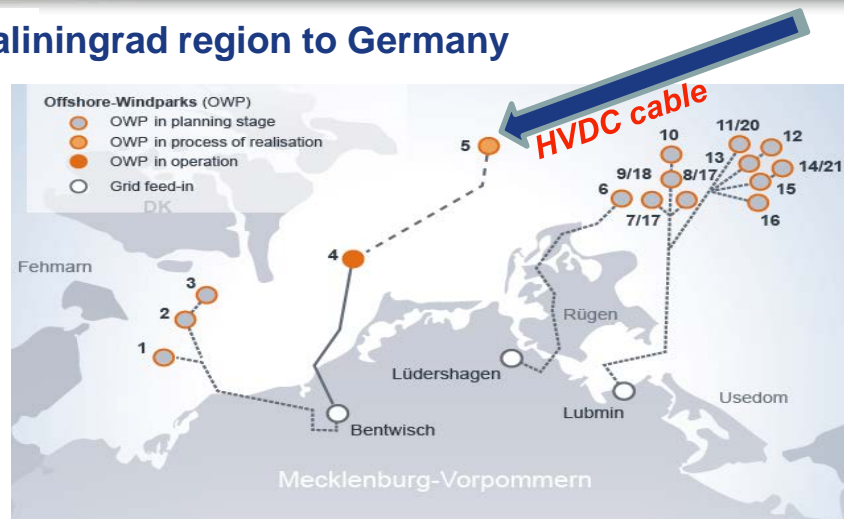 aliningrad region to Germany
HVDC cable
Offshore-Windparks (OWP)
OWP in planning stage
OWP in process of realisation
OWP in operation
Grid feed-in
DK
Fehmarn
5
10
11/20
12
13
9/18
8/17
14/21
6
15
7/17
16
4
3
2
1
Rügen
Lüdershagen
Lubmin
Usedom
Bentwisch
Mecklenburg-Vorpommern